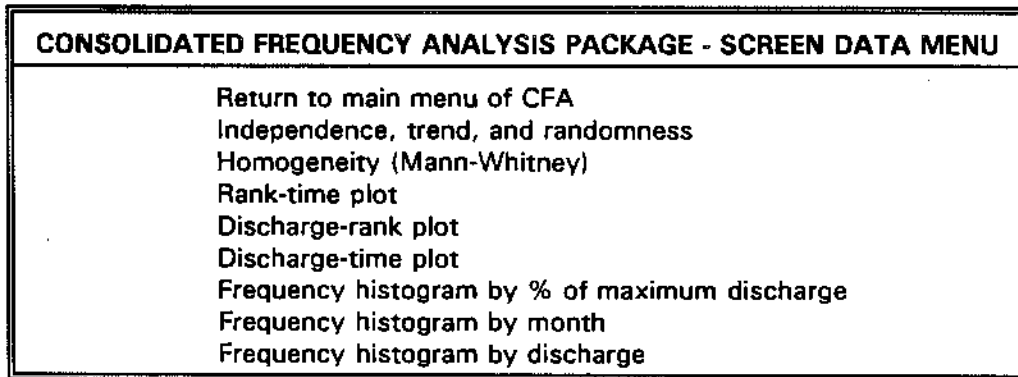 CONSOLIDATED FREQUENCY ANALYSIS PACKAGE - SCREEN DATA MENU
Return to main menu of CFA
Independence, trend, and randomness
Homogeneity (Mann-Whitney)
Rank-time plot
Discharge-rank plot
Discharge-time plot
Frequency histogram by % of maximum discharge
Frequency histogram by month
Frequency histogram by discharge